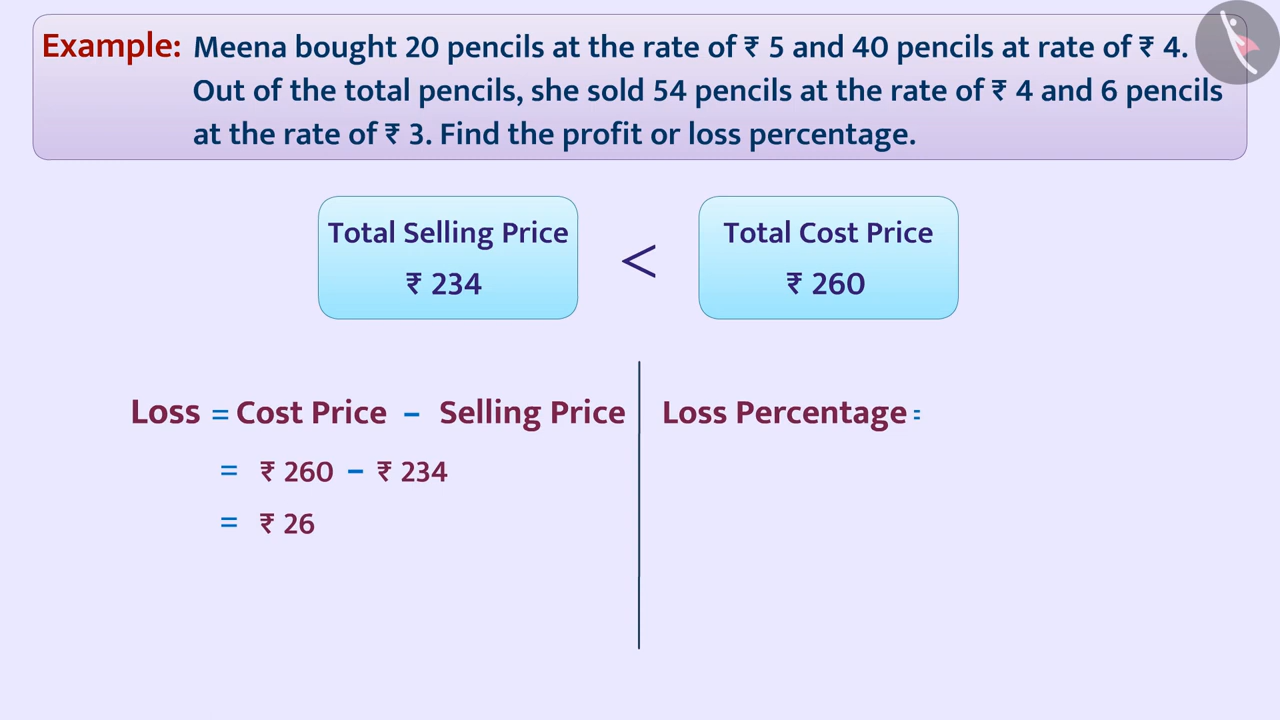 Example: Meena bought 20 pencils at the rate of ₹ 5 and 40 pencils at rate of ₹ 4.
Out of the total pencils, she sold 54 pencils at the rate of ₹ 4 and 6 pencils
at the rate of ₹ 3. Find the profit or loss percentage.
Total Selling Price
₹ 234
<
Total Cost Price
₹ 260
Loss = Cost Price – Selling Price
= ₹ 260 – ₹ 234
= ₹ 26
Loss Percentage =